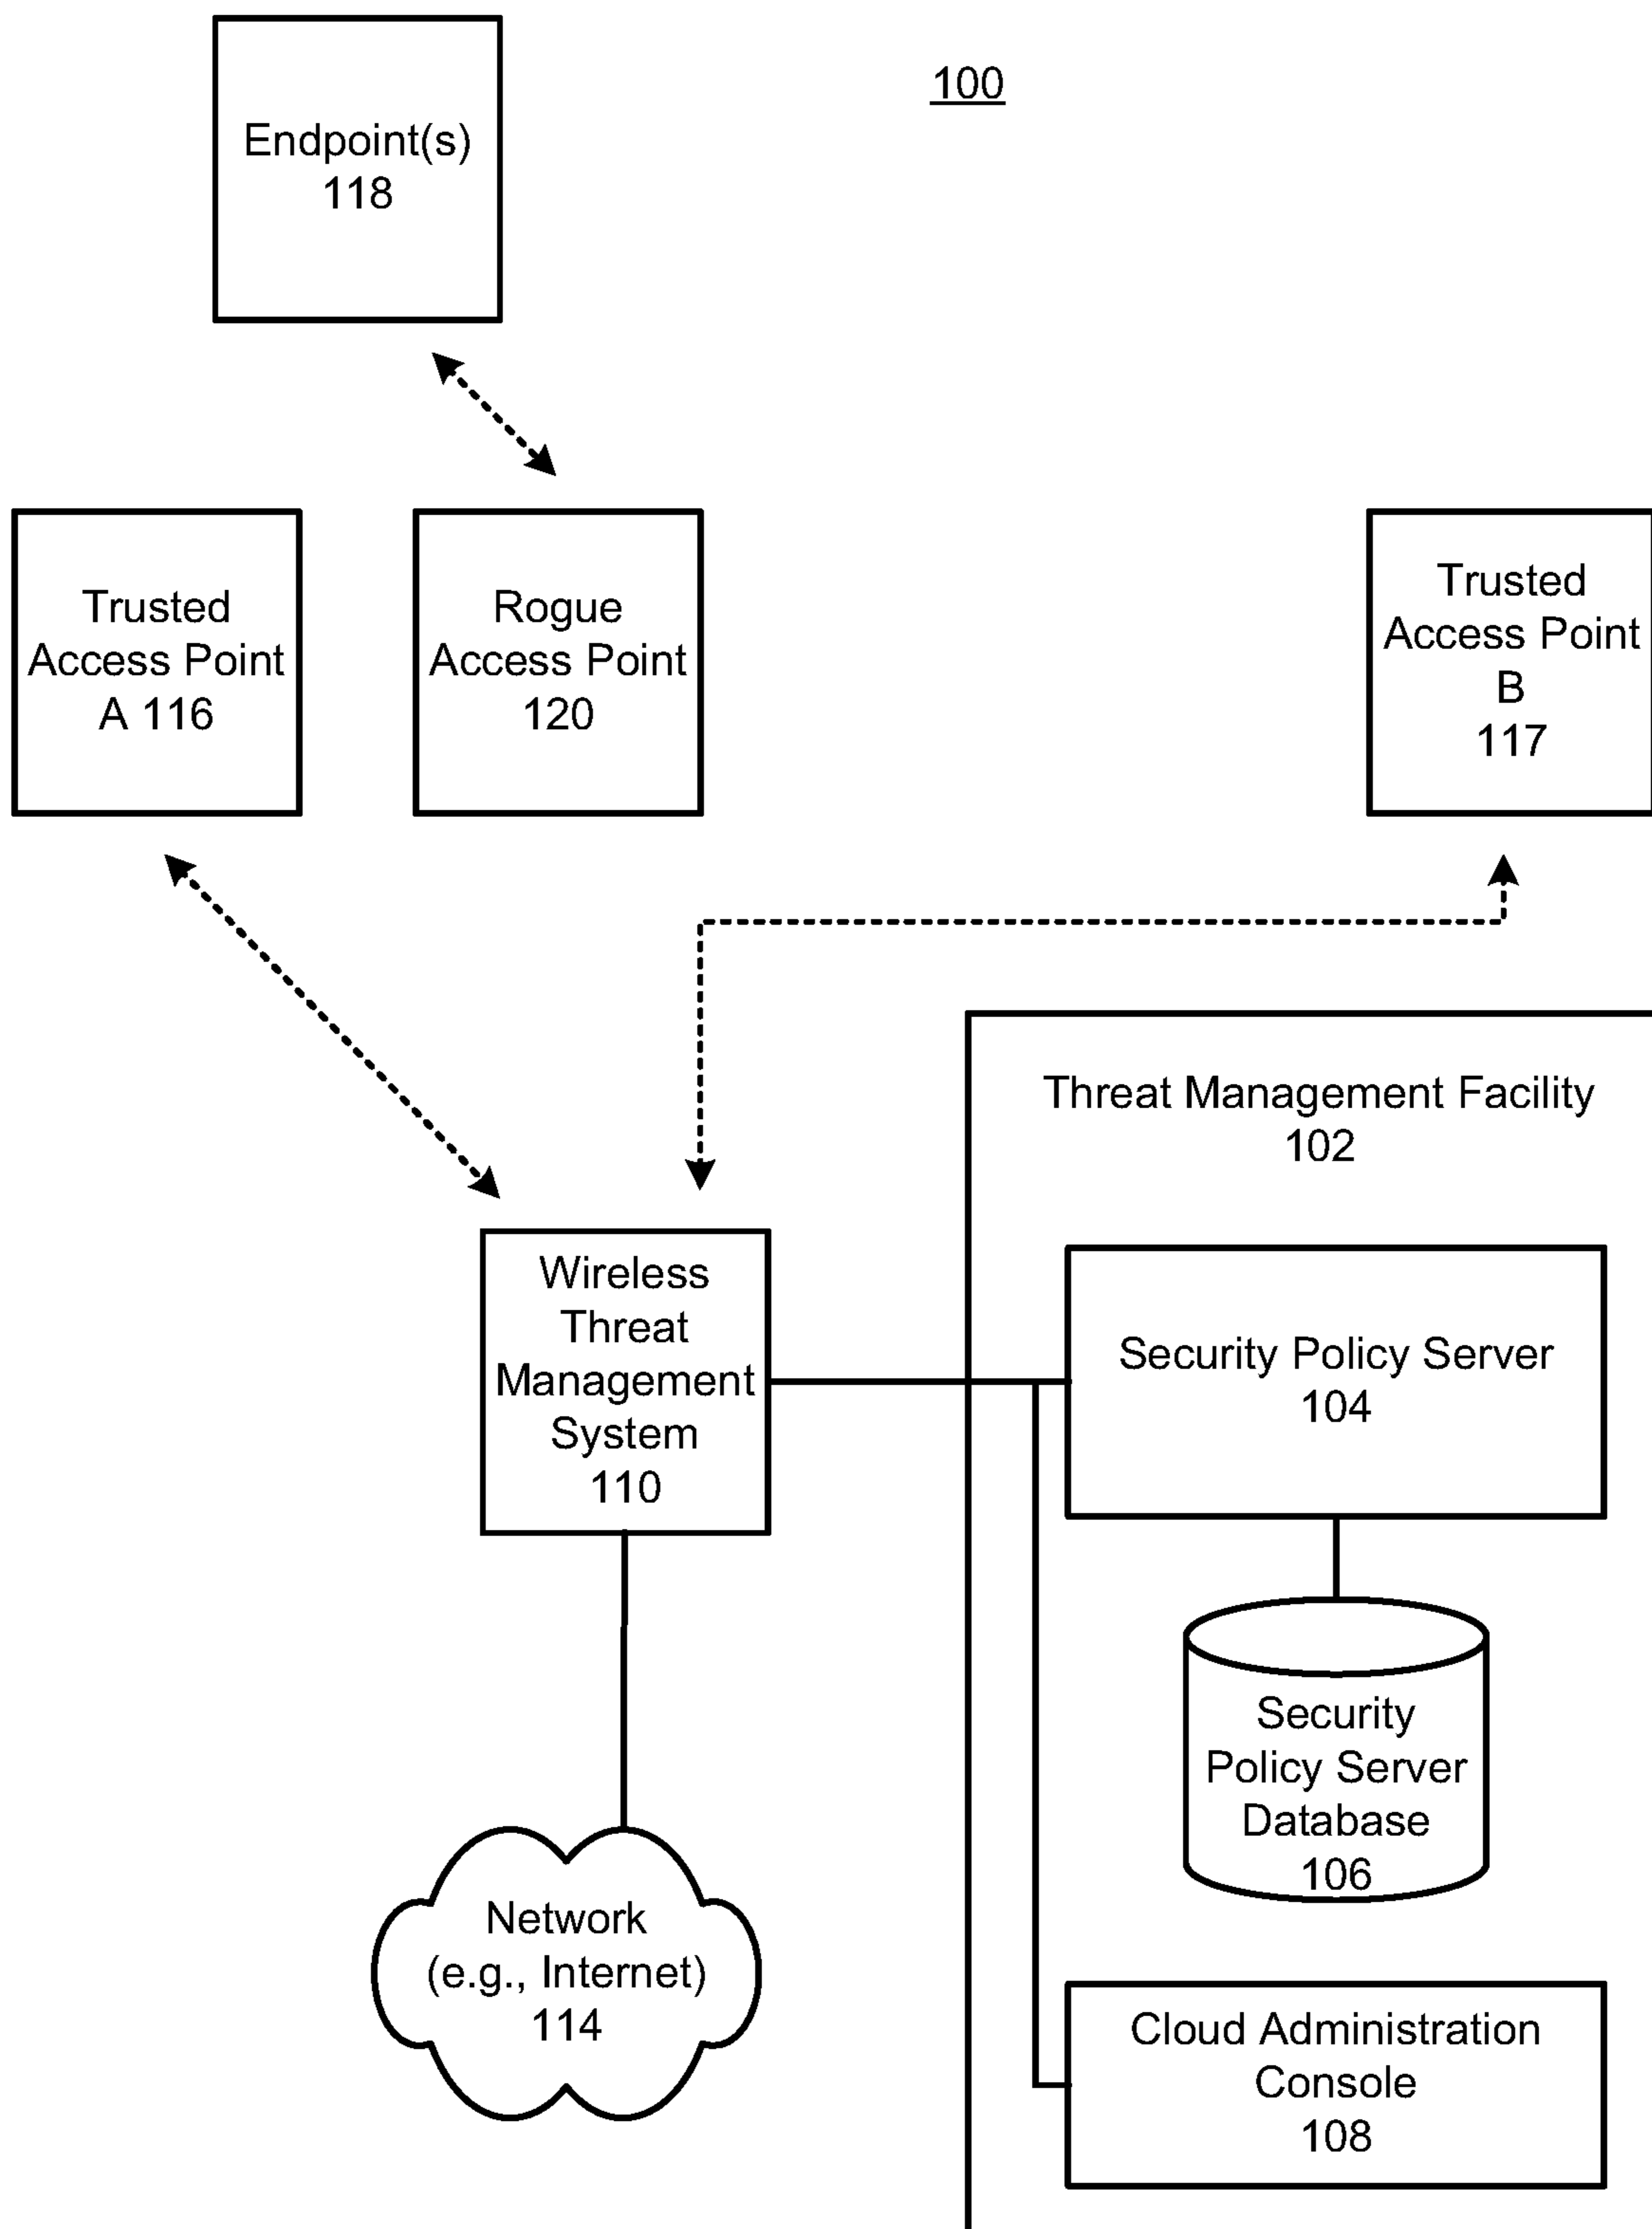 100
Endpoint(s)
118
Trusted
Access Point
A 116
Rogue
Access Point
120
Trusted
Access Point
B
117
Threat Management Facility
102
Wireless
Threat
Management
System
110
Security Policy Server
104
Security
Policy Server
Database
106
Network
(e.g., Internet)
114
Cloud Administration
Console
108